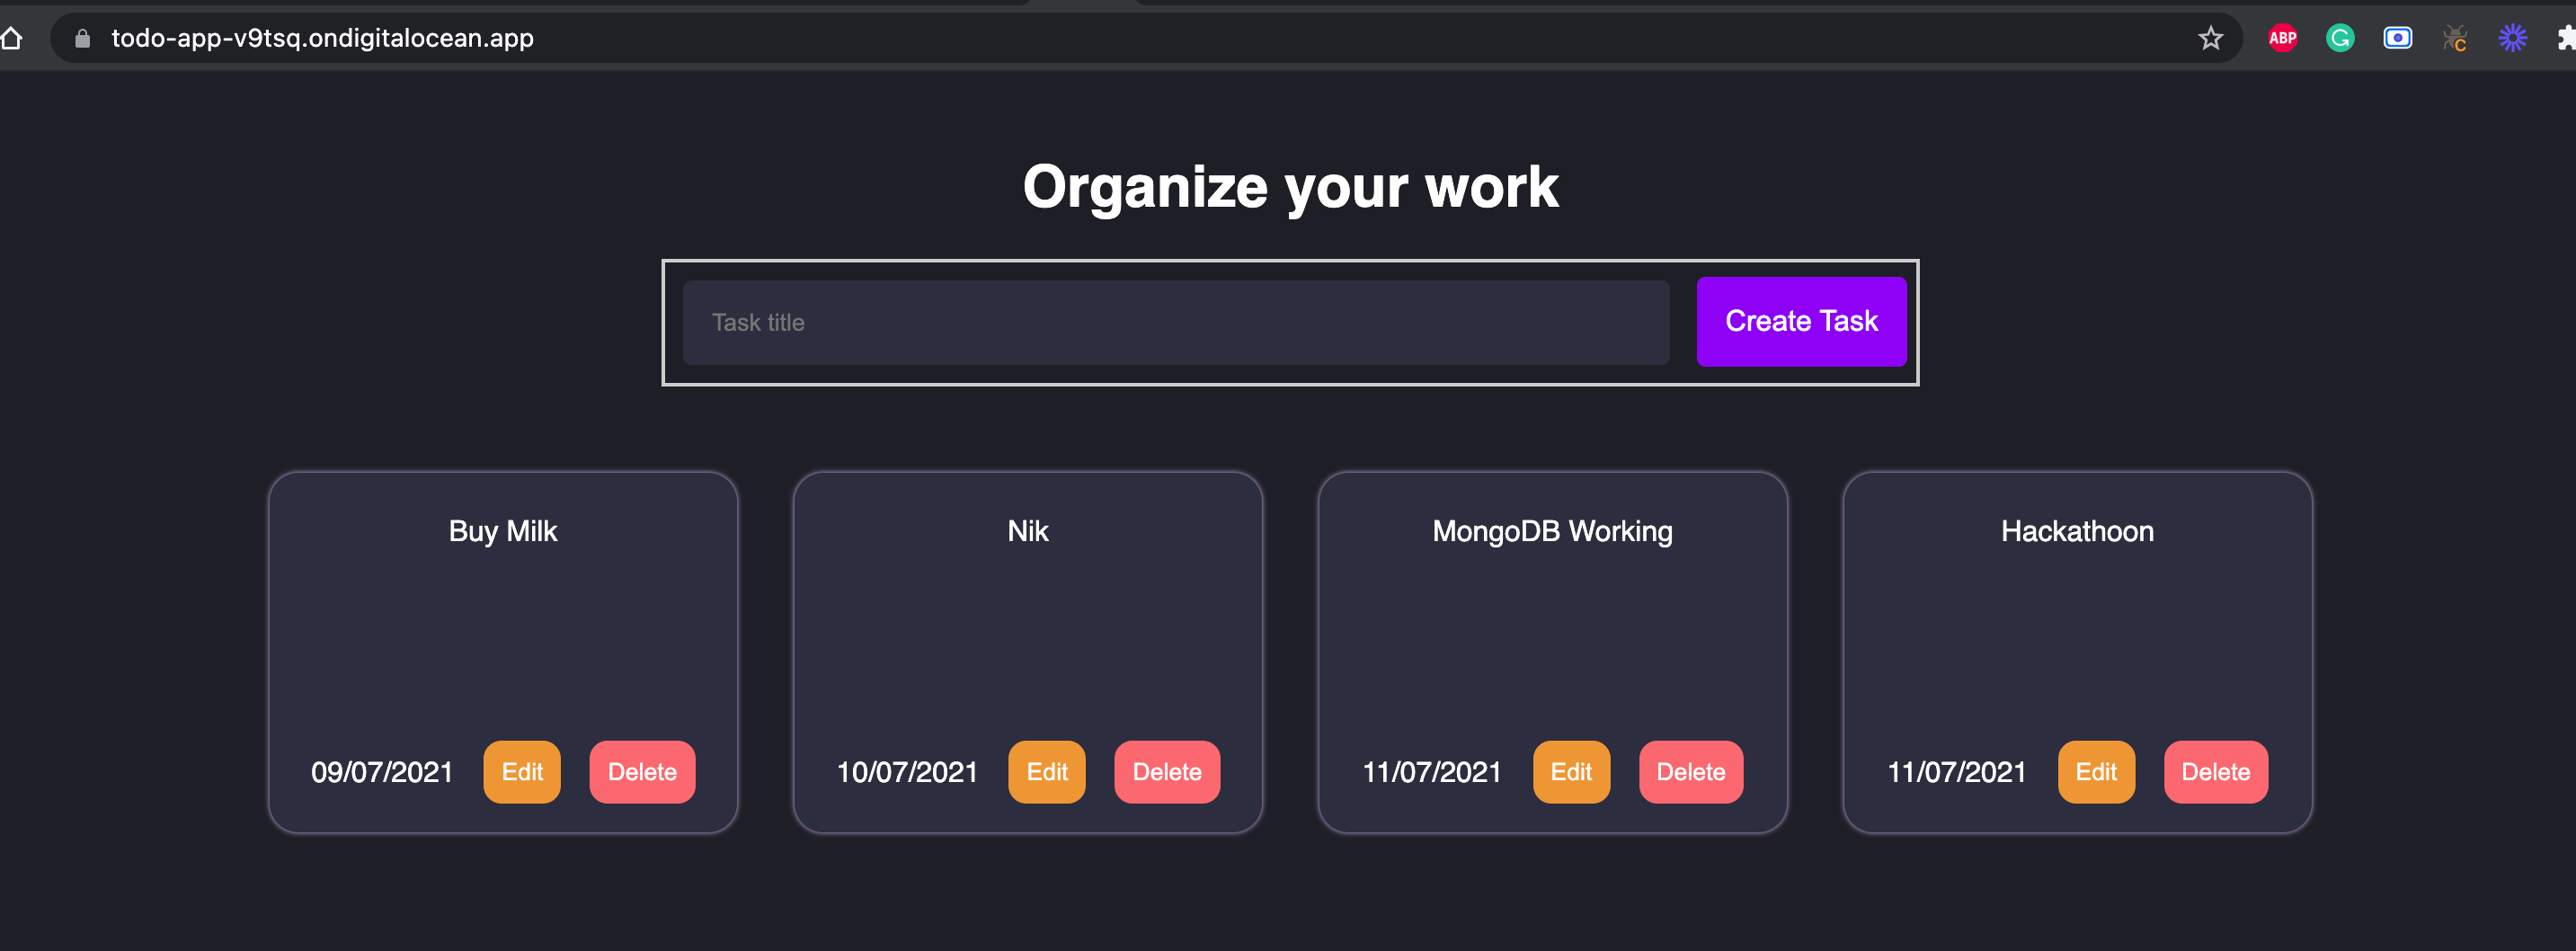 todo-app-v9tsq.ondigitalocean.app
ABP
C
Organize your work
Task title
Create Task
Buy Milk
Nik
MongoDB Working
Hackathoon
09/07/2021 Edit Delete
10/07/2021 Edit Delete
11/07/2021 Edit Delete
11/07/2021 Edit Delete